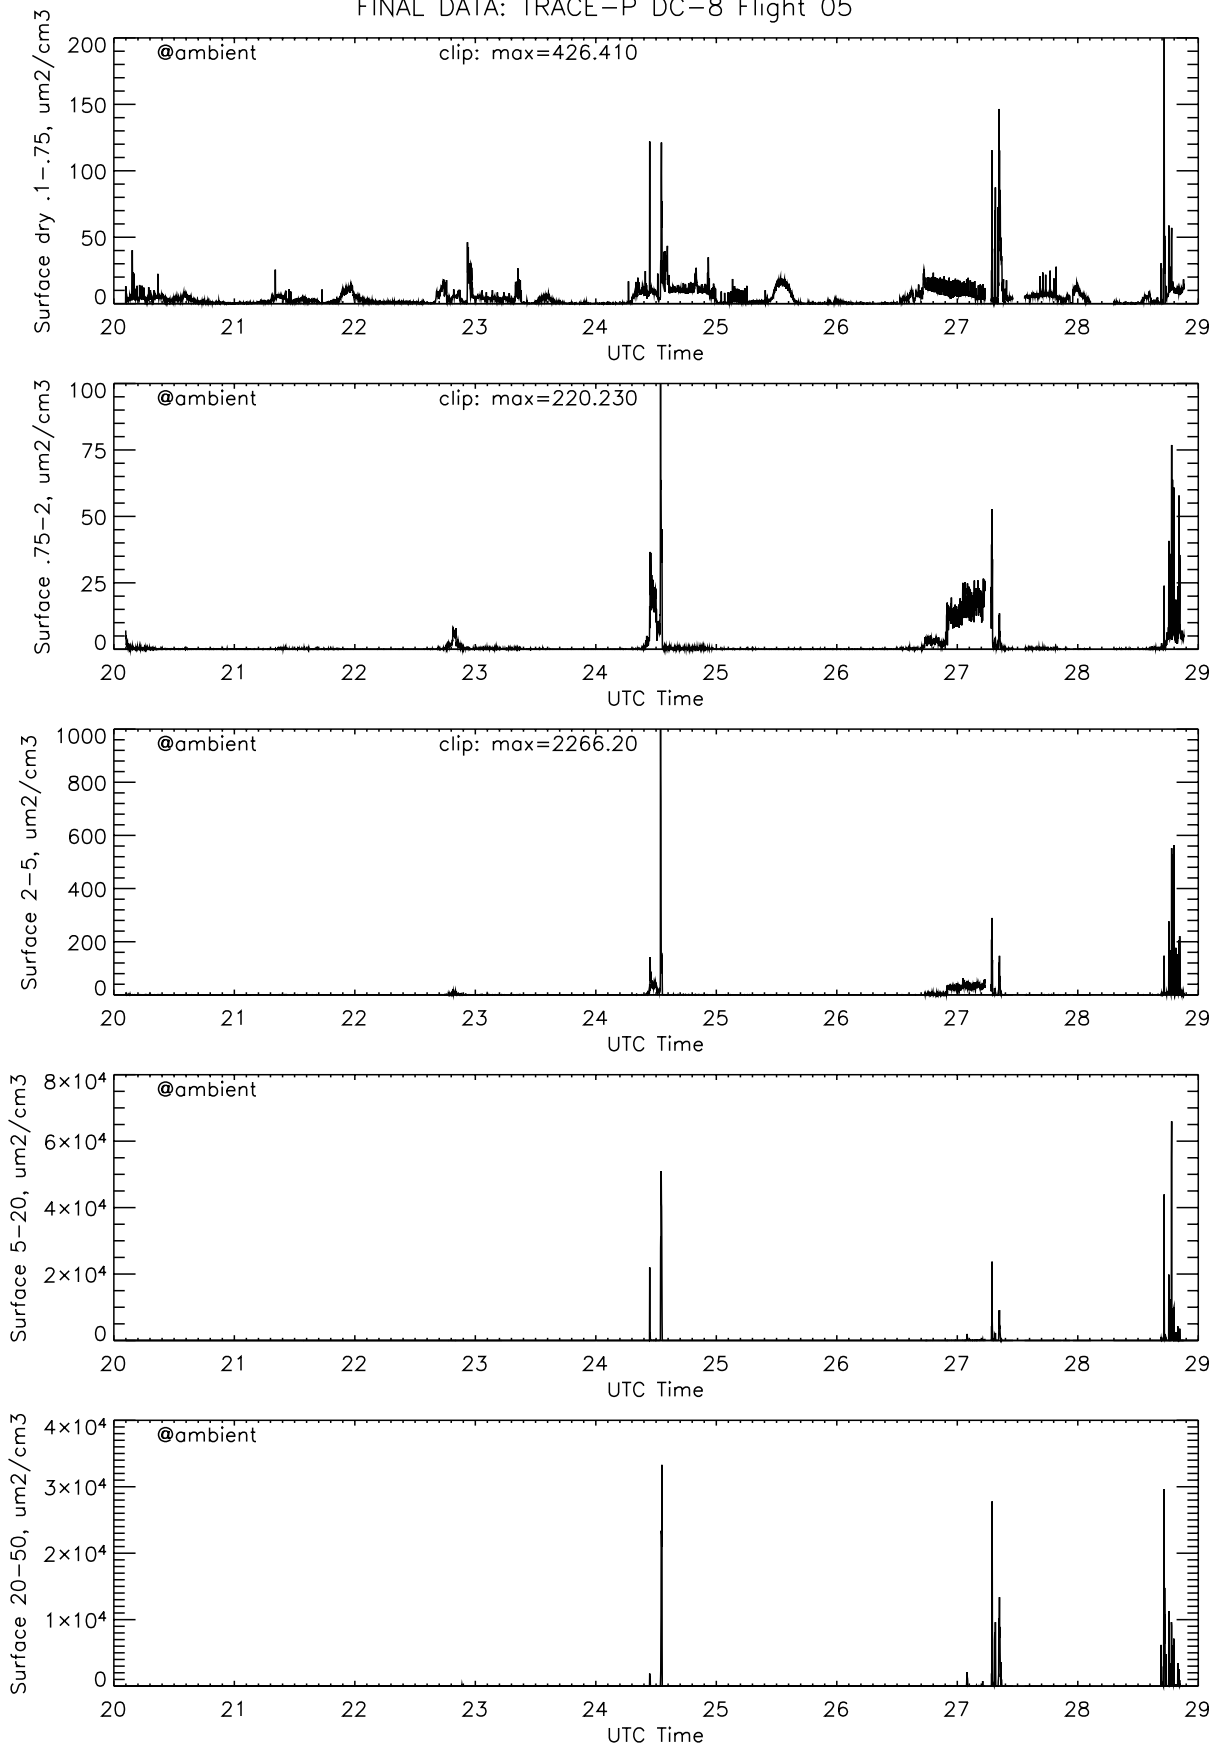 FINAL DATA: TRACE-P DC-8 Flight 05
@ambient clip: max=426.410
Surface dry .1-.75, um2/cm3
200
150
100
50
0
20 21 22 23 24 25 26 27 28 29
UTC Time
@ambient clip: max=220.230
Surface .75-2, um2/cm3
100
75
50
25
0
20 21 22 23 24 25 26 27 28 29
UTC Time
@ambient clip: max=2266.20
Surface 2-5, um2/cm3
1000
800
600
400
200
0
20 21 22 23 24 25 26 27 28 29
UTC Time
@ambient
Surface 5-20, um2/cm3
8×10⁴
6×10⁴
4×10⁴
2×10⁴
0
20 21 22 23 24 25 26 27 28 29
UTC Time
@ambient
Surface 20-50, um2/cm3
4×10⁴
3×10⁴
2×10⁴
1×10⁴
0
20 21 22 23 24 25 26 27 28 29
UTC Time